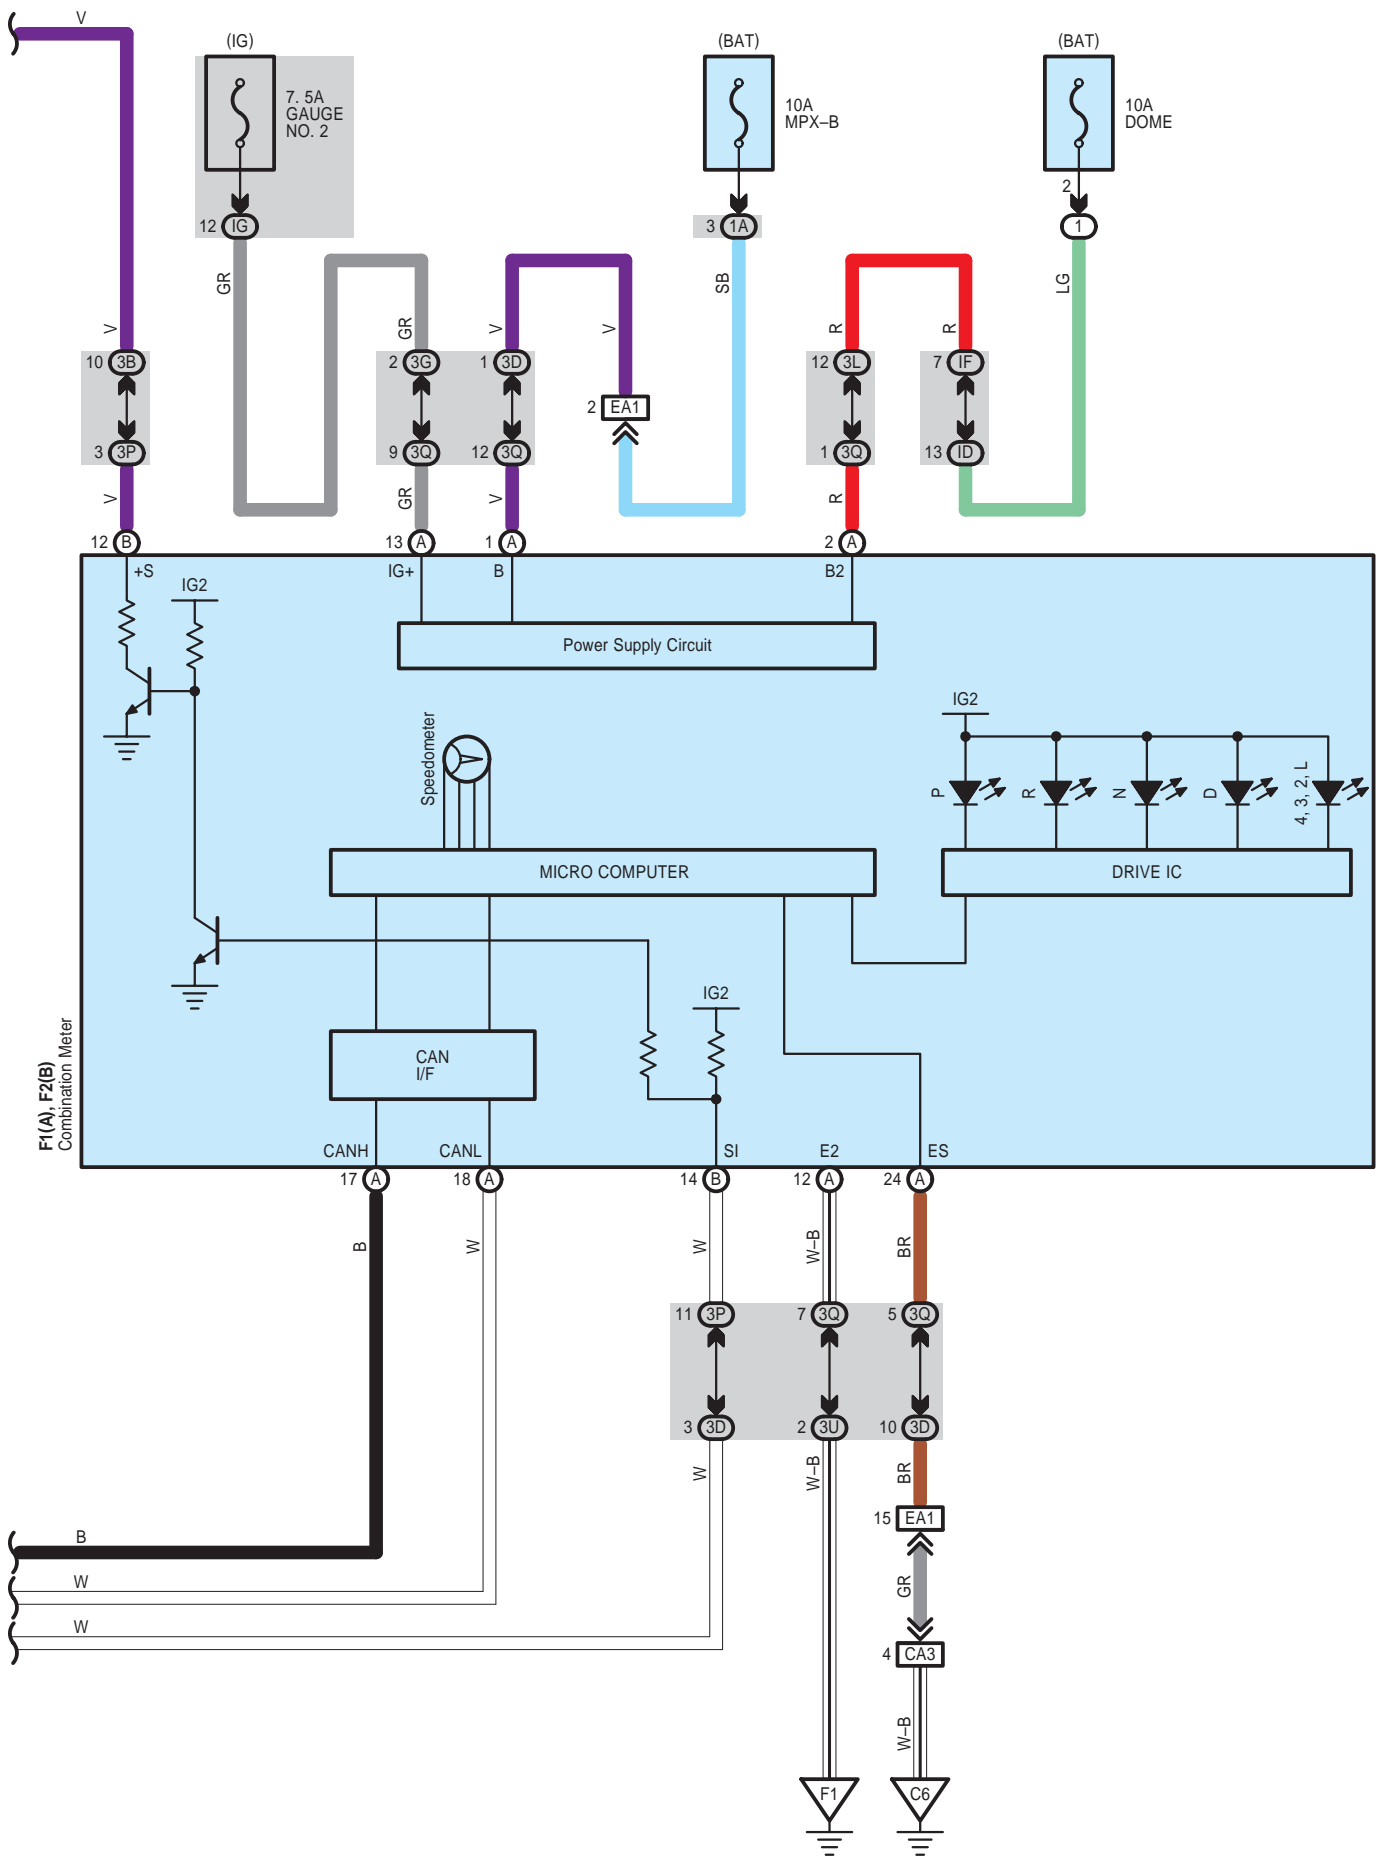 V
(IG)
(BAT)
(BAT)
7. 5A
GAUGE
NO. 2
10A
MPX–B
10A
DOME
2
12 IG
3 1A
1
GR
SB
LG
V
GR
V
V
R
R
10 3B
2 3G
1 3D
12 3L
7 IF
2 EA1
3 3P
9 3Q
12 3Q
1 3Q
13 ID
V
GR
V
R
12 B
13 A
1 A
2 A
+S
IG+
B
B2
IG2
Power Supply Circuit
IG2
Speedometer
P
R
N
D
4, 3, 2, L
MICRO COMPUTER
DRIVE IC
IG2
CAN
I/F
F1(A), F2(B)
Combination Meter
CANH
CANL
SI
E2
ES
17 A
18 A
14 B
12 A
24 A
B
W
W
W–B
BR
11 3P
7 3Q
5 3Q
3 3D
2 3U
10 3D
W
W–B
BR
15 EA1
B
W
GR
W
4 CA3
W–B
F1
C6